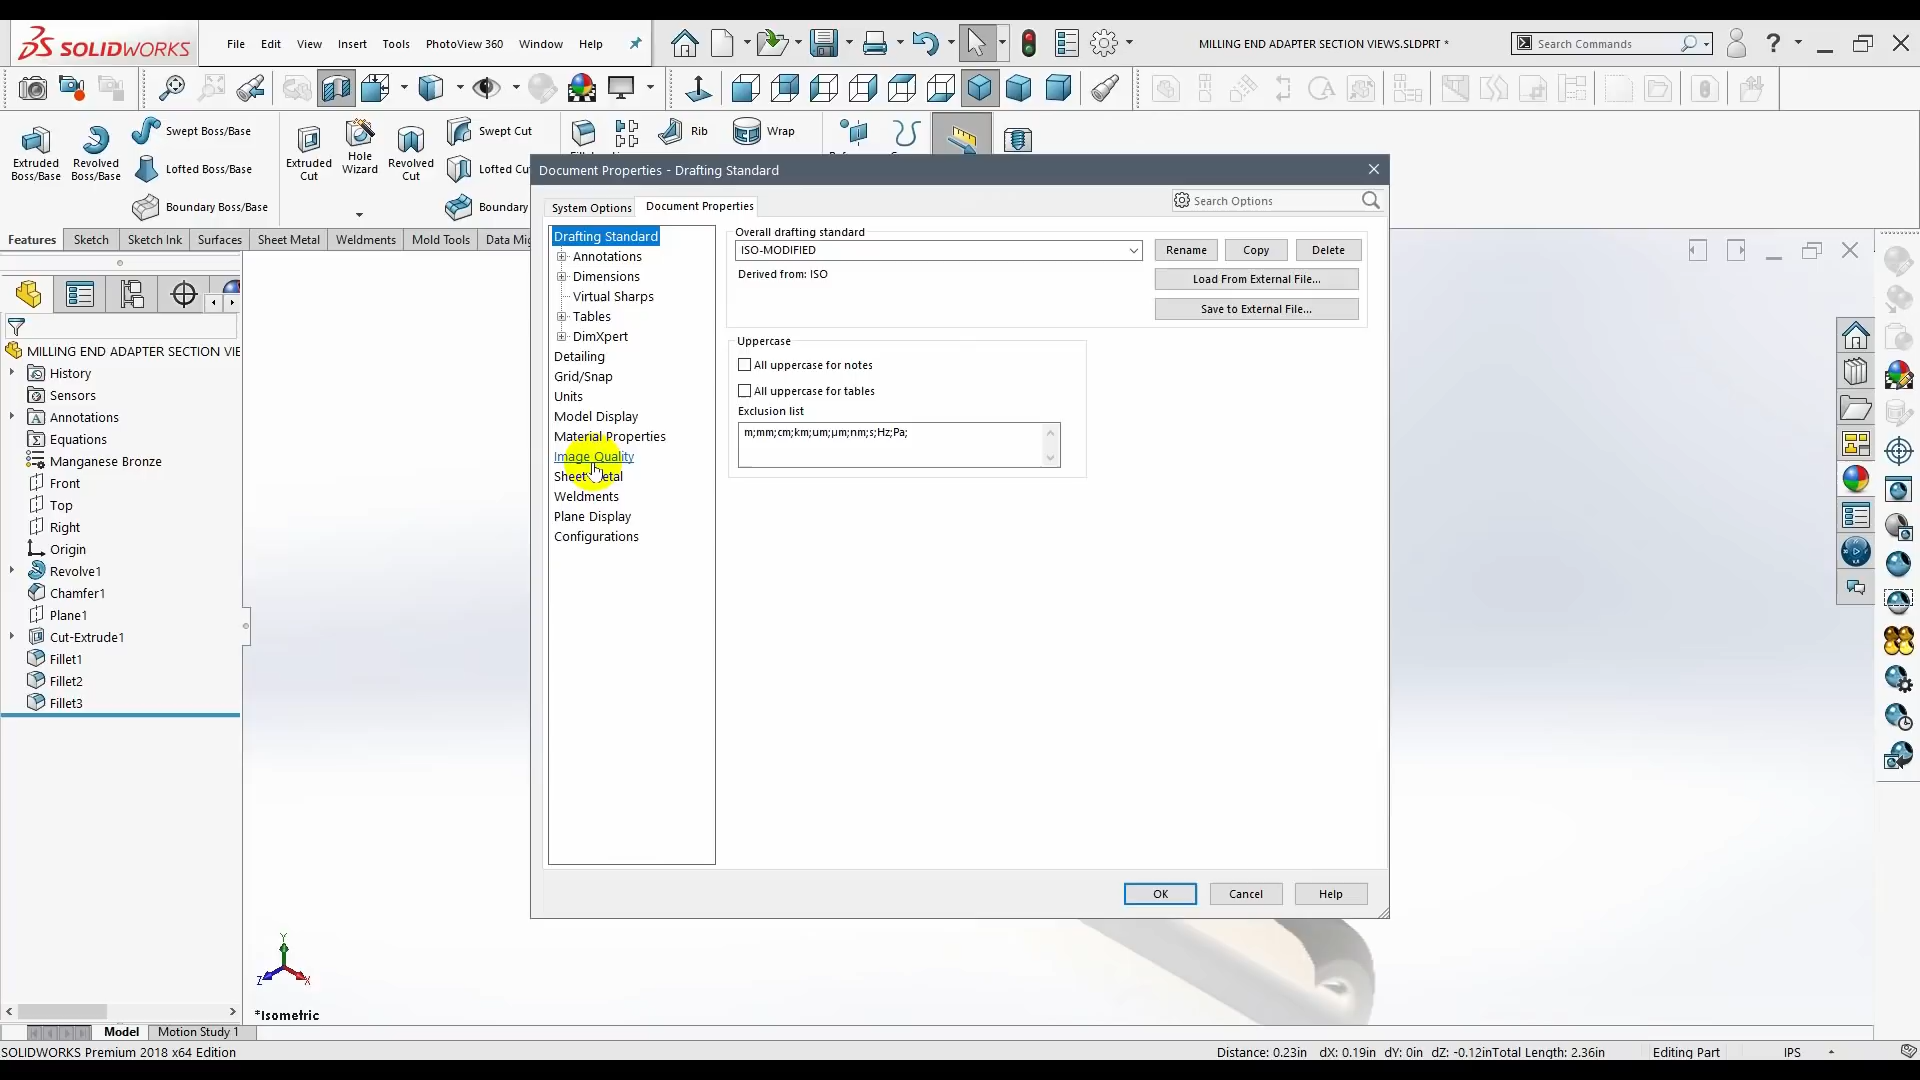 SOLIDWORKS
File Edit View Insert Tools PhotoView 360 Window Help
MILLING END ADAPTER SECTION VIEWS.SLDPRT *
Search Commands
?
Extruded Boss/Base
Revolved Boss/Base
Swept Boss/Base
Lofted Boss/Base
Boundary Boss/Base
Extruded Cut
Hole Wizard
Revolved Cut
Swept Cut
Lofted Cu
Boundary
Rib
Wrap
Features Sketch Sketch Ink Surfaces Sheet Metal Weldments Mold Tools Data Mig
MILLING END ADAPTER SECTION VIE
History
Sensors
Annotations
Equations
Manganese Bronze
Front
Top
Right
Origin
Revolve1
Chamfer1
Plane1
Cut-Extrude1
Fillet1
Fillet2
Fillet3
Document Properties - Drafting Standard
System Options Document Properties
Search Options
Drafting Standard
Annotations
Dimensions
Virtual Sharps
Tables
DimXpert
Detailing
Grid/Snap
Units
Model Display
Material Properties
Image Quality
Sheet Metal
Weldments
Plane Display
Configurations
Overall drafting standard
ISO-MODIFIED
Rename Copy Delete
Derived from: ISO
Load From External File...
Save to External File...
Uppercase
All uppercase for notes
All uppercase for tables
Exclusion list
m;mm;cm;km;um;µm;nm;s;Hz;Pa;
OK Cancel Help
Y
Z X
*Isometric
Model Motion Study 1
SOLIDWORKS Premium 2018 x64 Edition
Distance: 0.23in dX: 0.19in dY: 0in dZ: -0.12inTotal Length: 2.36in Editing Part IPS